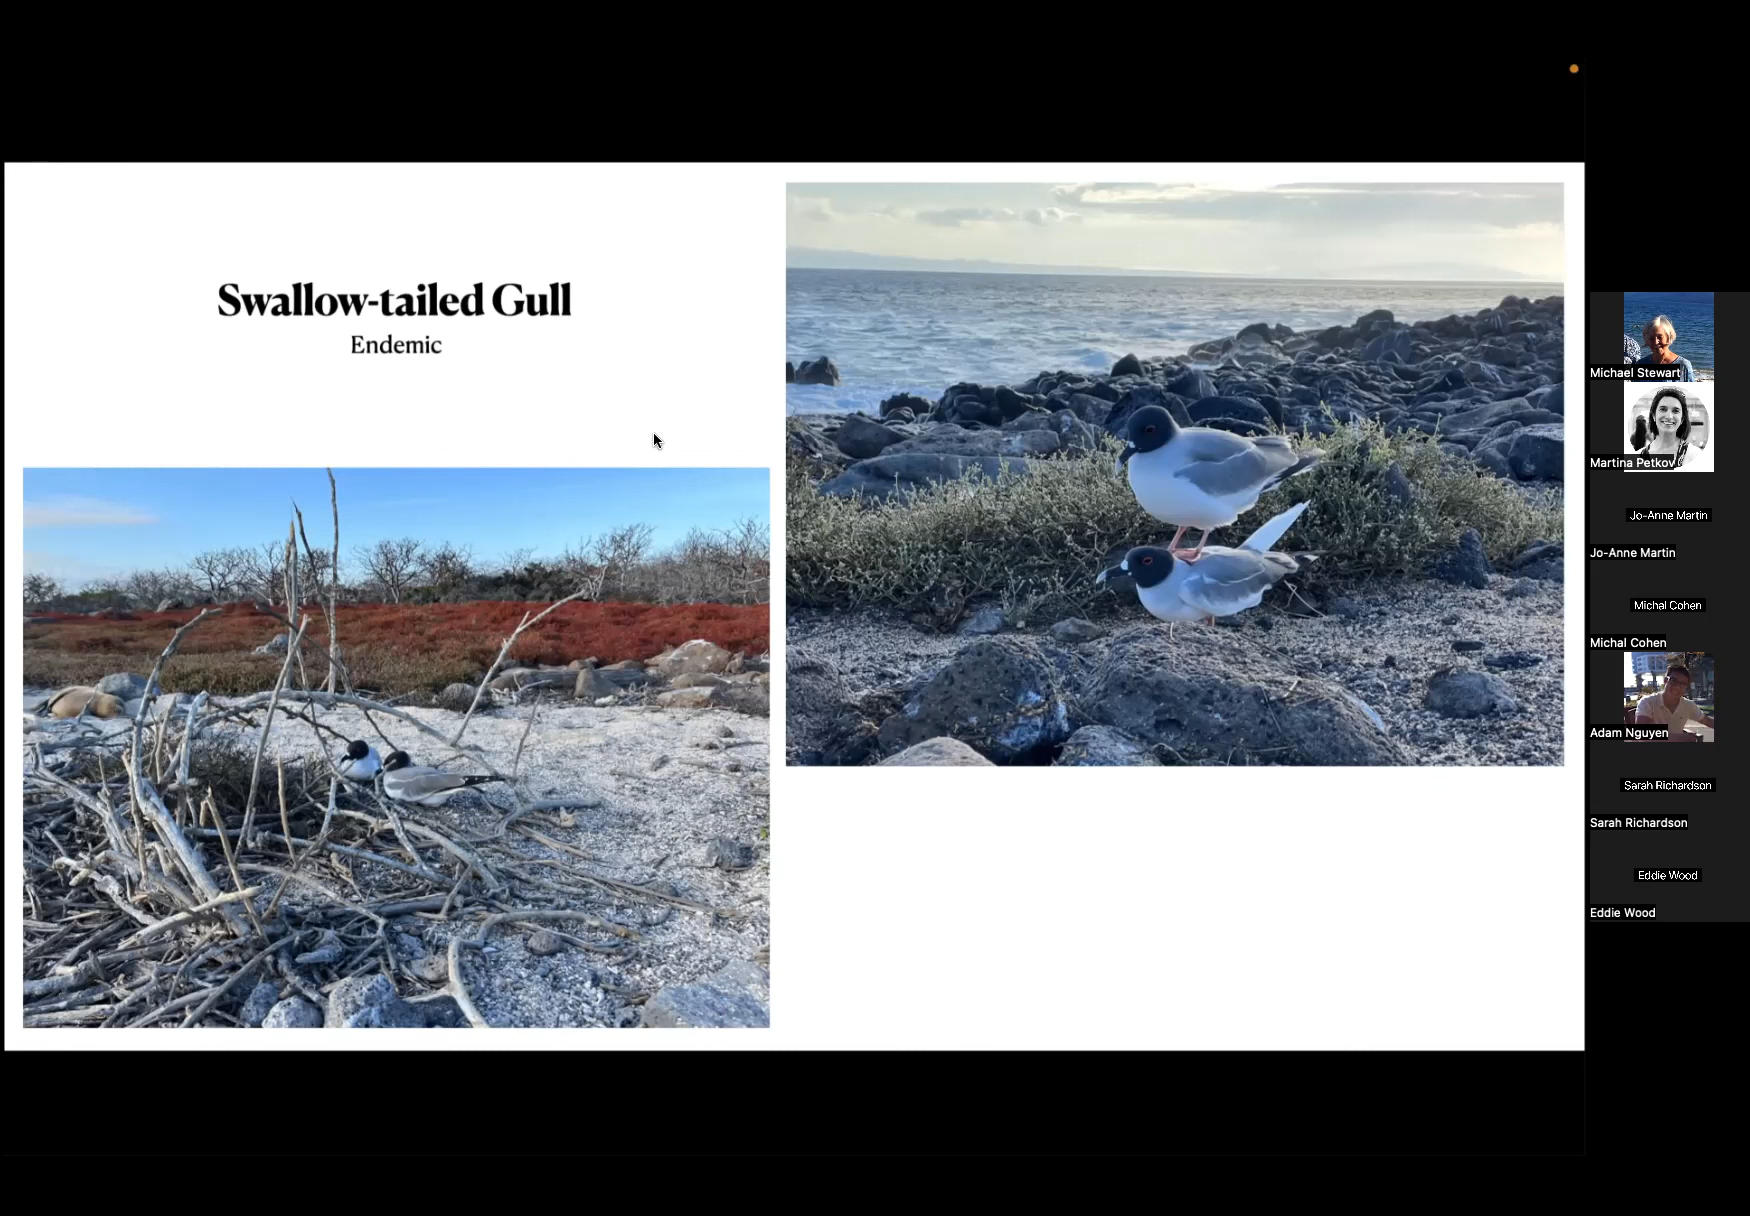 Swallow-tailed Gull
Endemic
Michael Stewart
Martina Petkov
Jo-Anne Martin
Jo-Anne Martin
Michal Cohen
Michal Cohen
Adam Nguyen
Sarah Richardson
Sarah Richardson
Eddie Wood
Eddie Wood